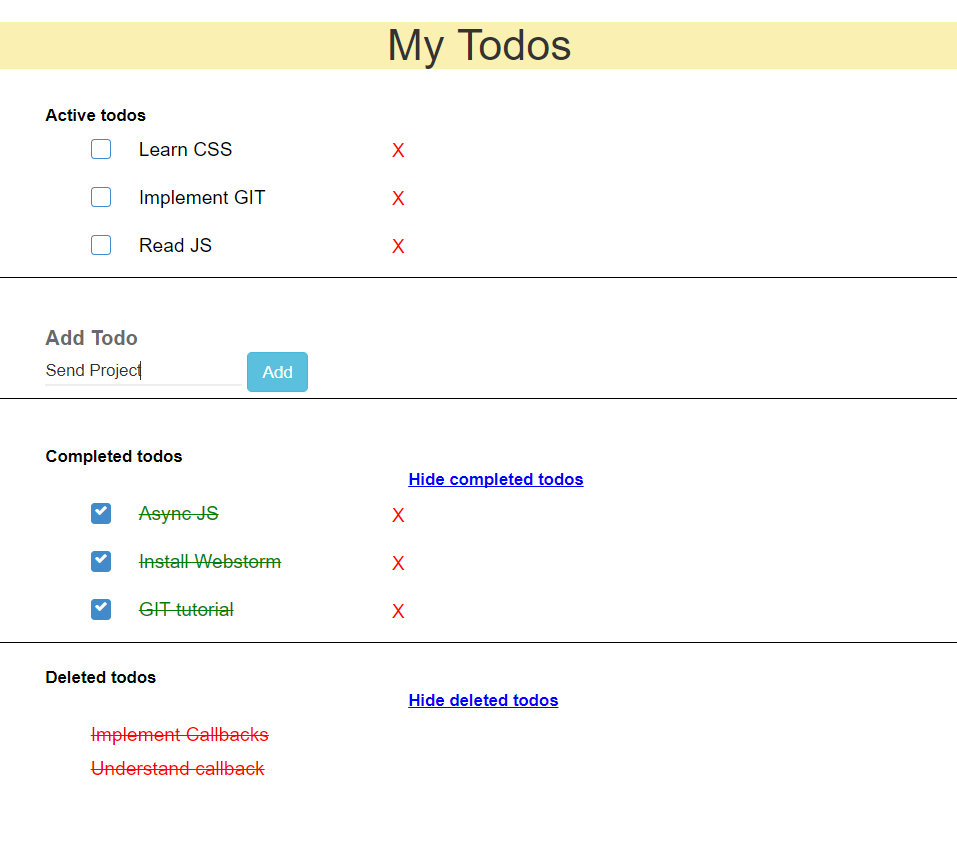 My Todos
Active todos
Learn CSS X
Implement GIT X
Read JS X
Add Todo
Send Project Add
Completed todos
Hide completed todos
Async JS X
Install Webstorm X
GIT tutorial X
Deleted todos
Hide deleted todos
Implement Callbacks
Understand callback